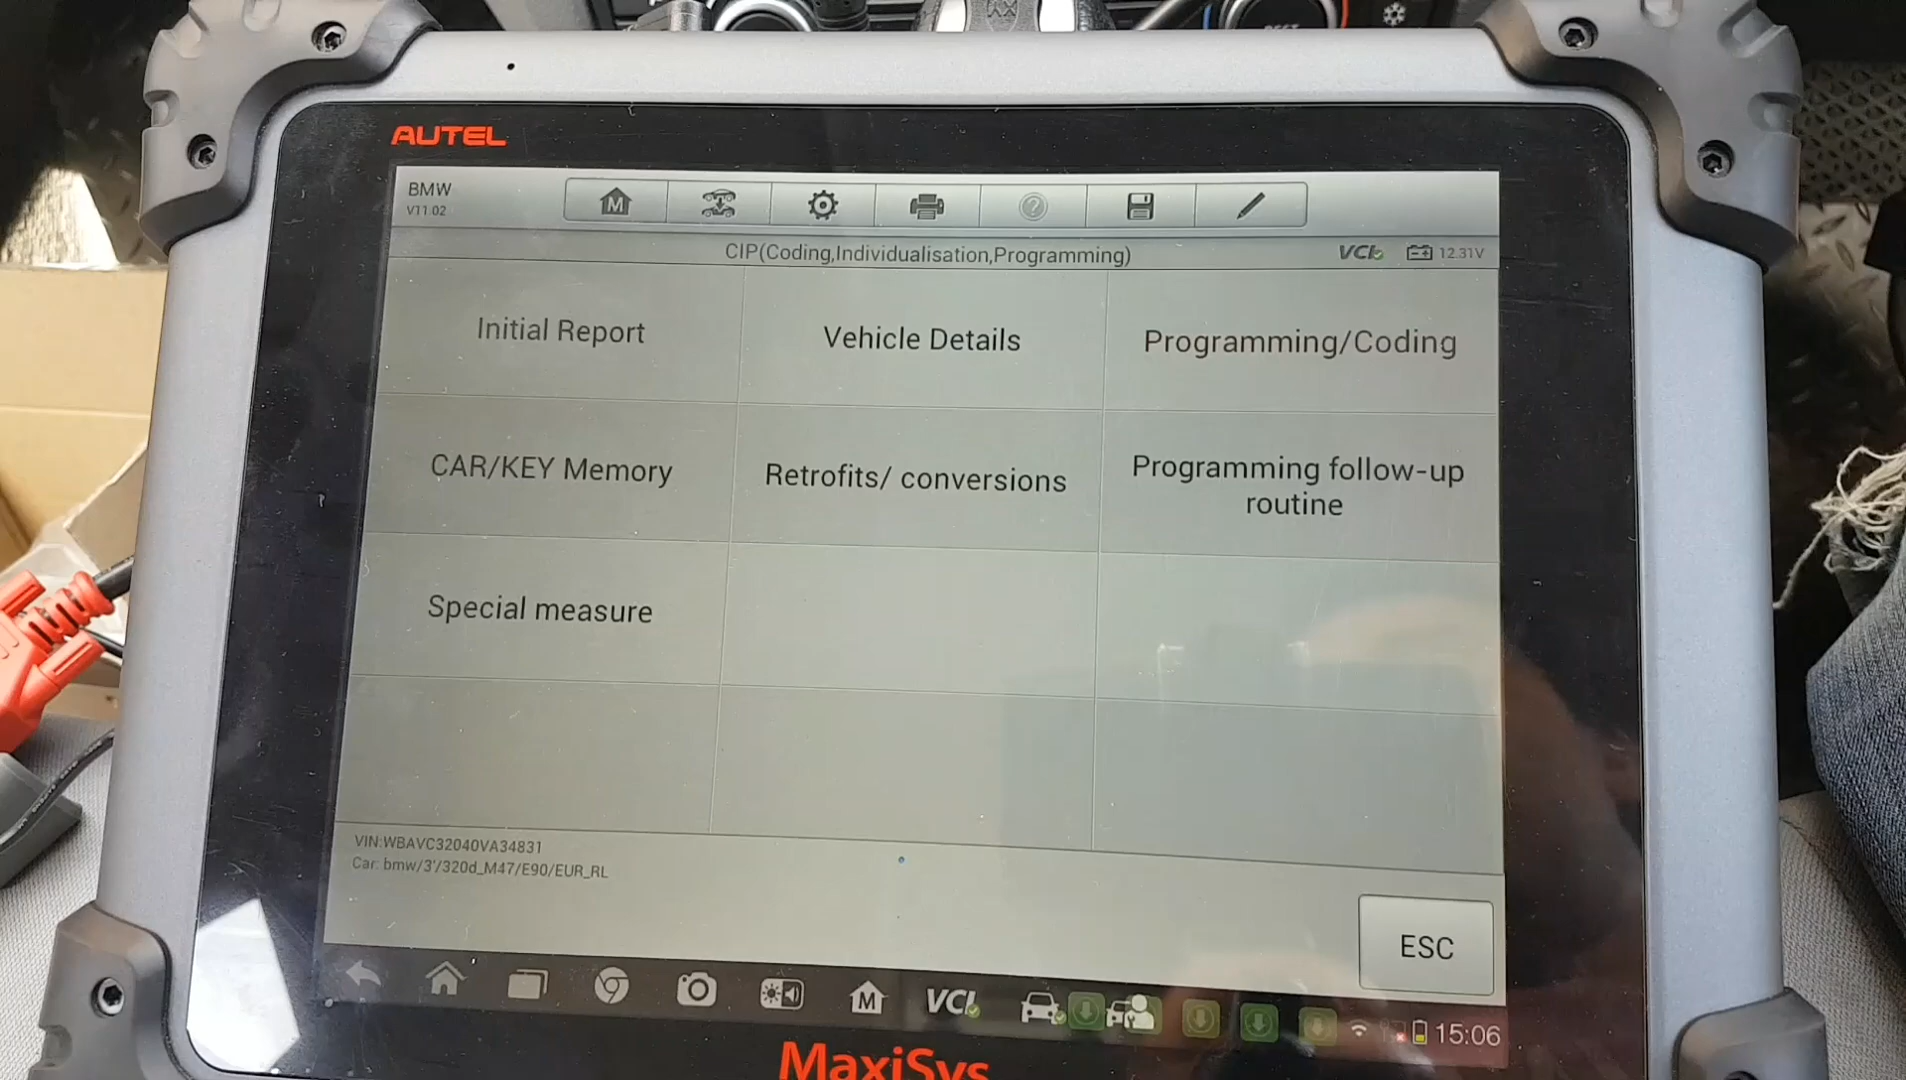 AUTEL
BMW
V11.02
M
?
CIP(Coding,Individualisation,Programming)
VCI
12.31V
Initial Report
Vehicle Details
Programming/Coding
CAR/KEY Memory
Retrofits/ conversions
Programming follow-up
routine
Special measure
VIN:WBAVC32040VA34831
Car: bmw/3'/320d_M47/E90/EUR_RL
ESC
M
VCI
15:06
MaxiSys